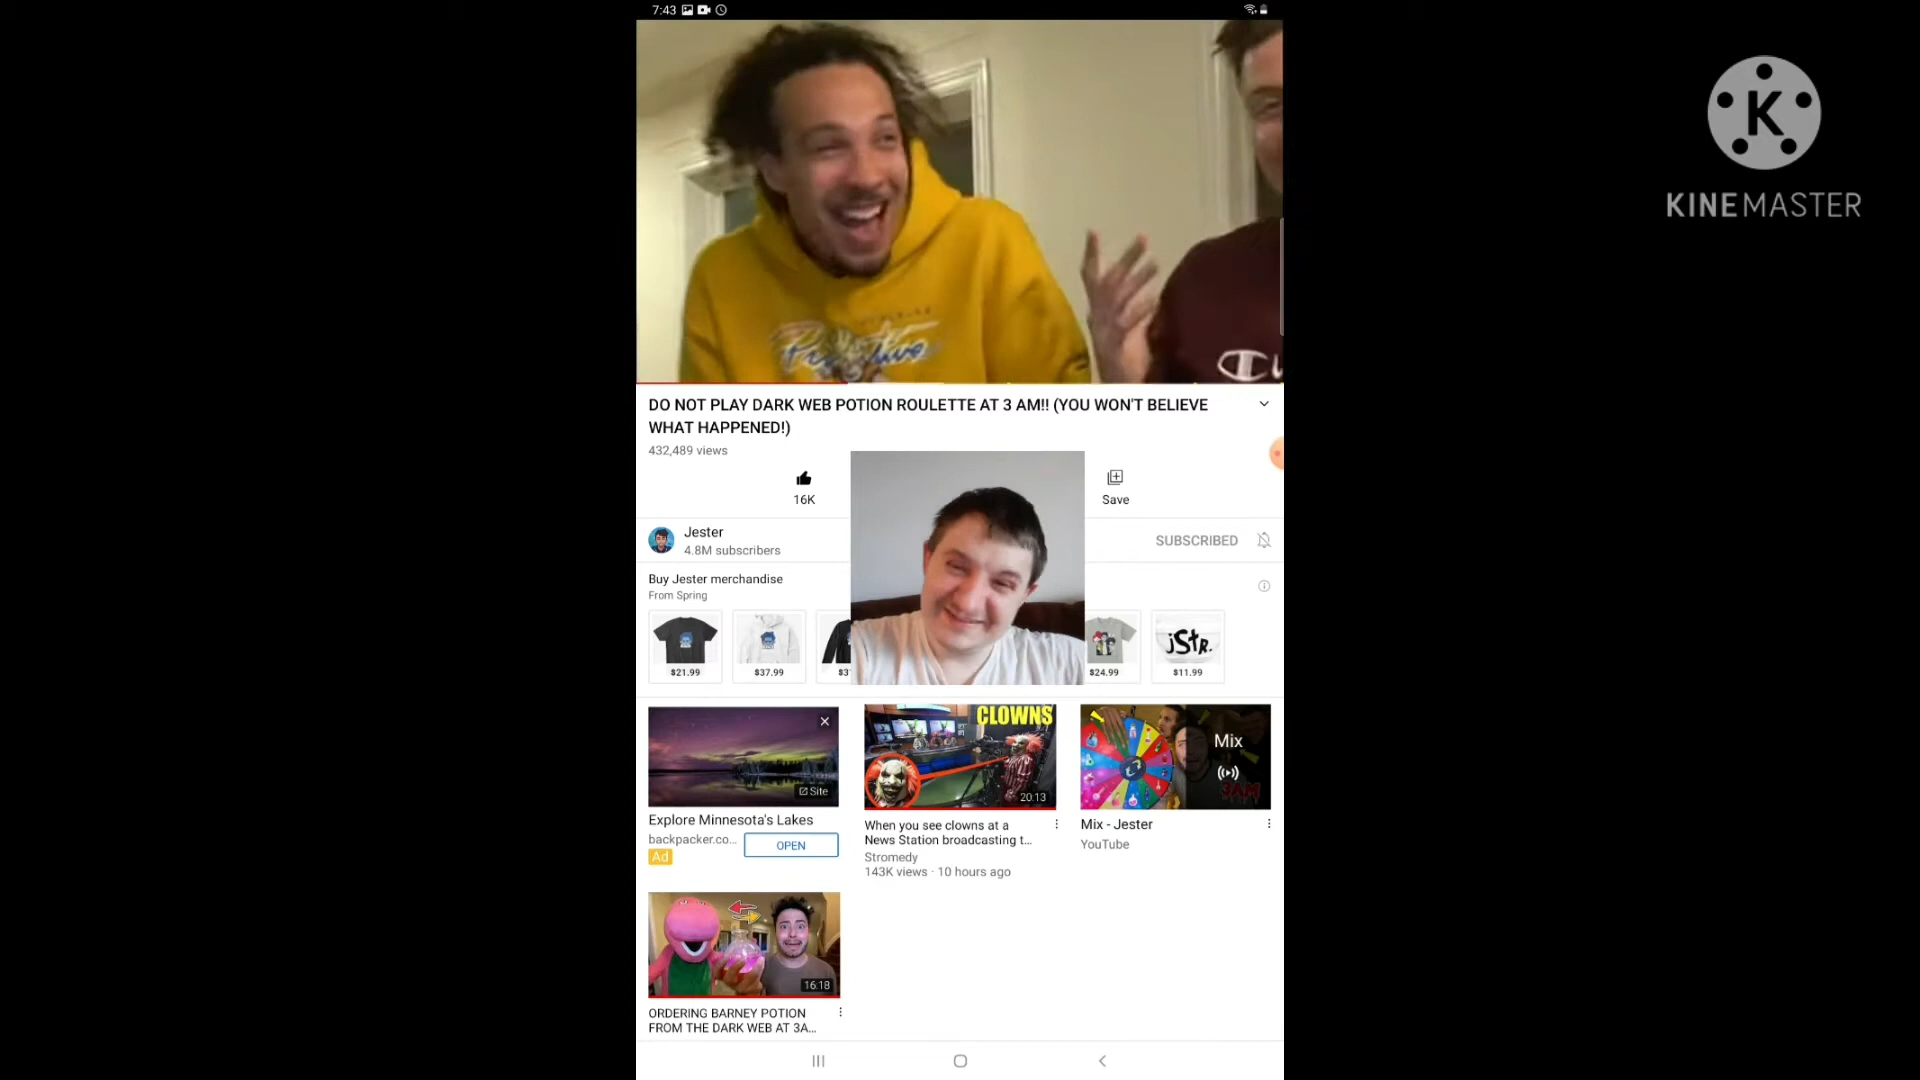 7:43
KINEMASTER
DO NOT PLAY DARK WEB POTION ROULETTE AT 3 AM!! (YOU WON'T BELIEVE
WHAT HAPPENED!)
432,489 views
16K
Save
Jester
4.8M subscribers
SUBSCRIBED
Buy Jester merchandise
From Spring
$21.99
$37.99
$3
$24.99
jStr.
$11.99
Site
Explore Minnesota's Lakes
backpacker.co...
OPEN
Ad
CLOWNS
20:13
When you see clowns at a
News Station broadcasting t...
Stromedy
143K views · 10 hours ago
Mix
3AM
Mix - Jester
YouTube
16:18
ORDERING BARNEY POTION
FROM THE DARK WEB AT 3A...